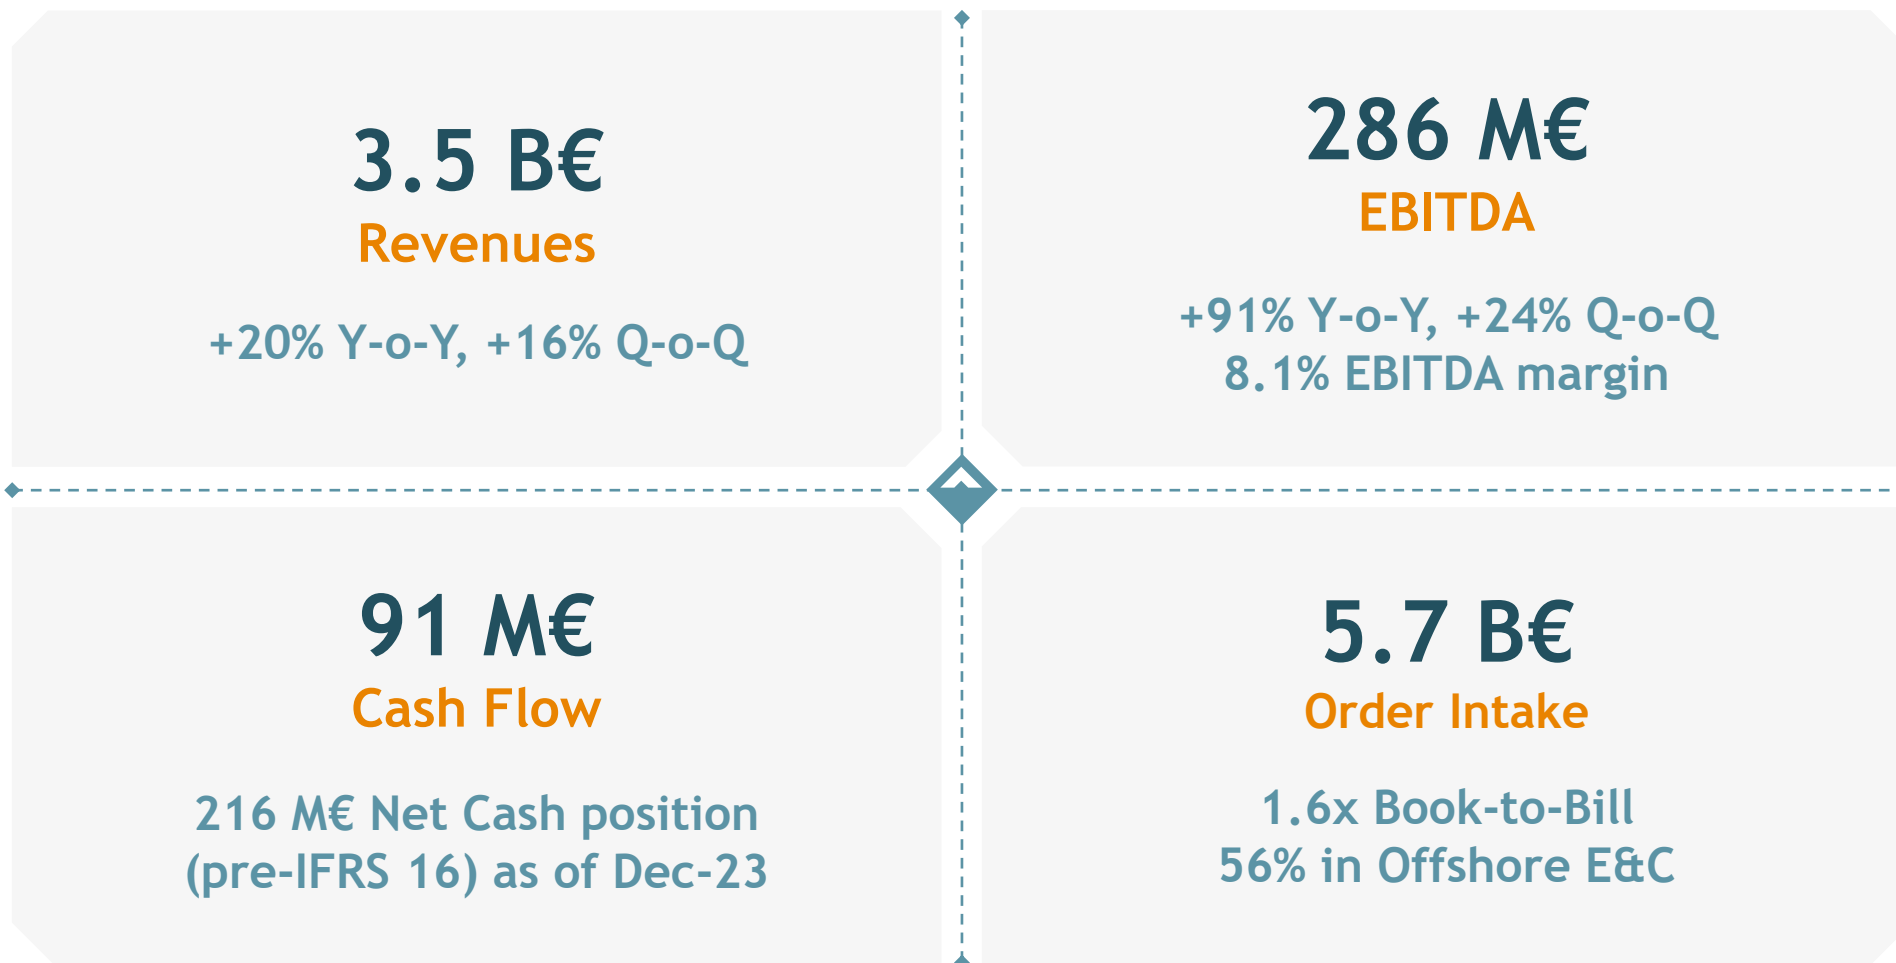 3.5 B€
Revenues
+20% Y-o-Y, +16% Q-o-Q
286 M€
EBITDA
+91% Y-o-Y, +24% Q-o-Q
8.1% EBITDA margin
91 M€
Cash Flow
216 M€ Net Cash position
(pre-IFRS 16) as of Dec-23
5.7 B€
Order Intake
1.6x Book-to-Bill
56% in Offshore E&C